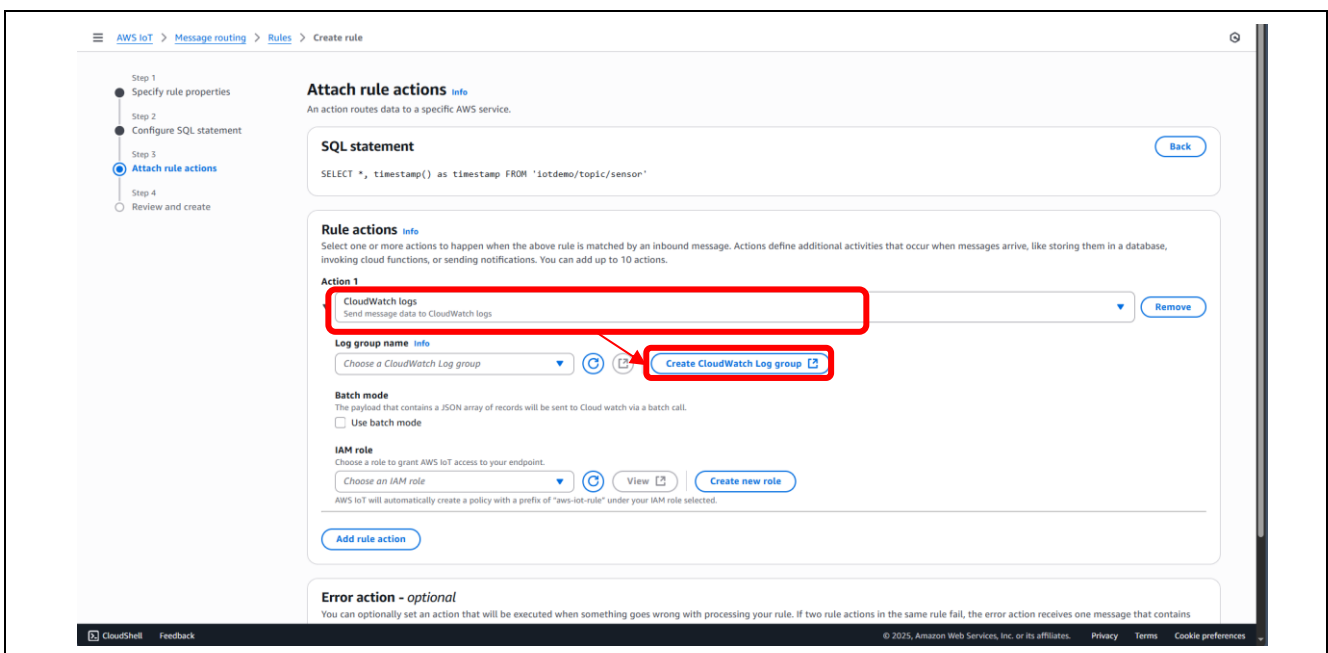 AWS IoT > Message routing > Rules > Create rule
Step 1
Specify rule properties
Step 2
Configure SQL statement
Step 3
Attach rule actions
Step 4
Review and create
Attach rule actions Info
An action routes data to a specific AWS service.
SQL statement
Back
SELECT *, timestamp() as timestamp FROM 'iotdemo/topic/sensor'
Rule actions Info
Select one or more actions to happen when the above rule is matched by an inbound message. Actions define additional activities that occur when messages arrive, like storing them in a database,
invoking cloud functions, or sending notifications. You can add up to 10 actions.
Action 1
CloudWatch logs
Send message data to CloudWatch logs
Remove
Log group name Info
Choose a CloudWatch Log group
Create CloudWatch Log group
Batch mode
The payload that contains a JSON array of records will be sent to Cloud watch via a batch call.
Use batch mode
IAM role
Choose a role to grant AWS IoT access to your endpoint.
Choose an IAM role
View
Create new role
AWS IoT will automatically create a policy with a prefix of "aws-iot-rule" under your IAM role selected.
Add rule action
Error action - optional
You can optionally set an action that will be executed when something goes wrong with processing your rule. If two rule actions in the same rule fail, the error action receives one message that contains
CloudShell Feedback
© 2025, Amazon Web Services, Inc. or its affiliates. Privacy Terms Cookie preferences